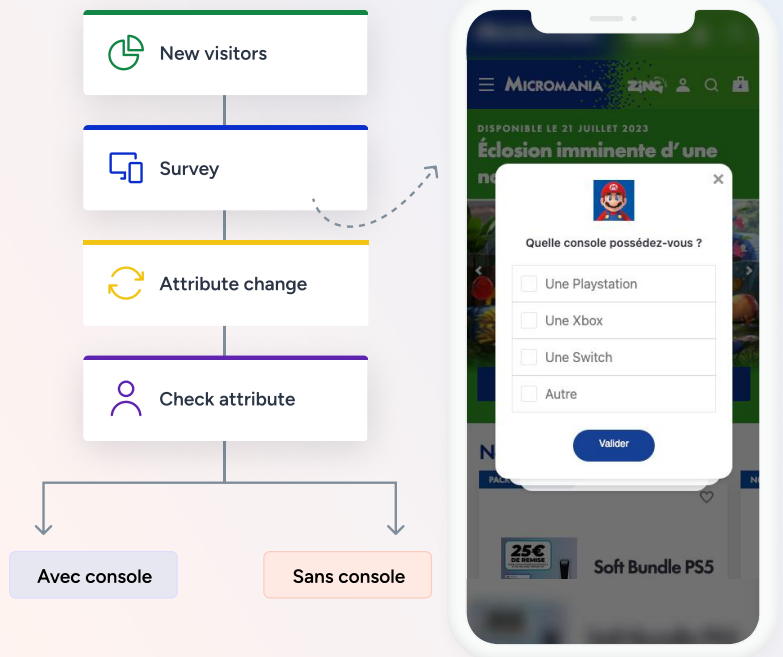 New visitors
Survey
Attribute change
Check attribute
Avec console
Sans console
MICROMANIA
ZiNG
DISPONIBLE LE 21 JUILLET 2023
Éclosion imminente d'une
Quelle console possédez-vous ?
Une Playstation
Une Xbox
Une Switch
Autre
Valider
N
PACK
25€
DE REMISE
Soft Bundle PS5